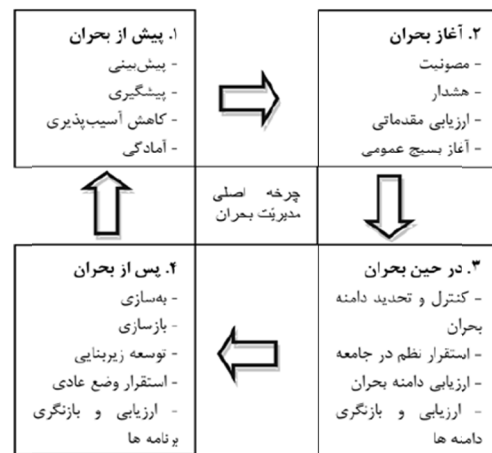 ۱. پیش از بحران
- پیش‌بینی
- پیشگیری
- کاهش آسیب‌پذیری
- آمادگی
۲. آغاز بحران
- مصونیت
- هشدار
- ارزیابی مقدماتی
- آغاز بسیج عمومی
چرخه اصلی
مدیریّت بحران
۳. در حین بحران
- کنترل و تحدید دامنه
بحران
- استقرار نظم در جامعه
- ارزیابی دامنه بحران
- ارزیابی و بازنگری
دامنه ها
۴. پس از بحران
- به‌سازی
- بازسازی
- توسعه زیربنایی
- استقرار وضع عادی
- ارزیابی و بازنگری
برنامه ها